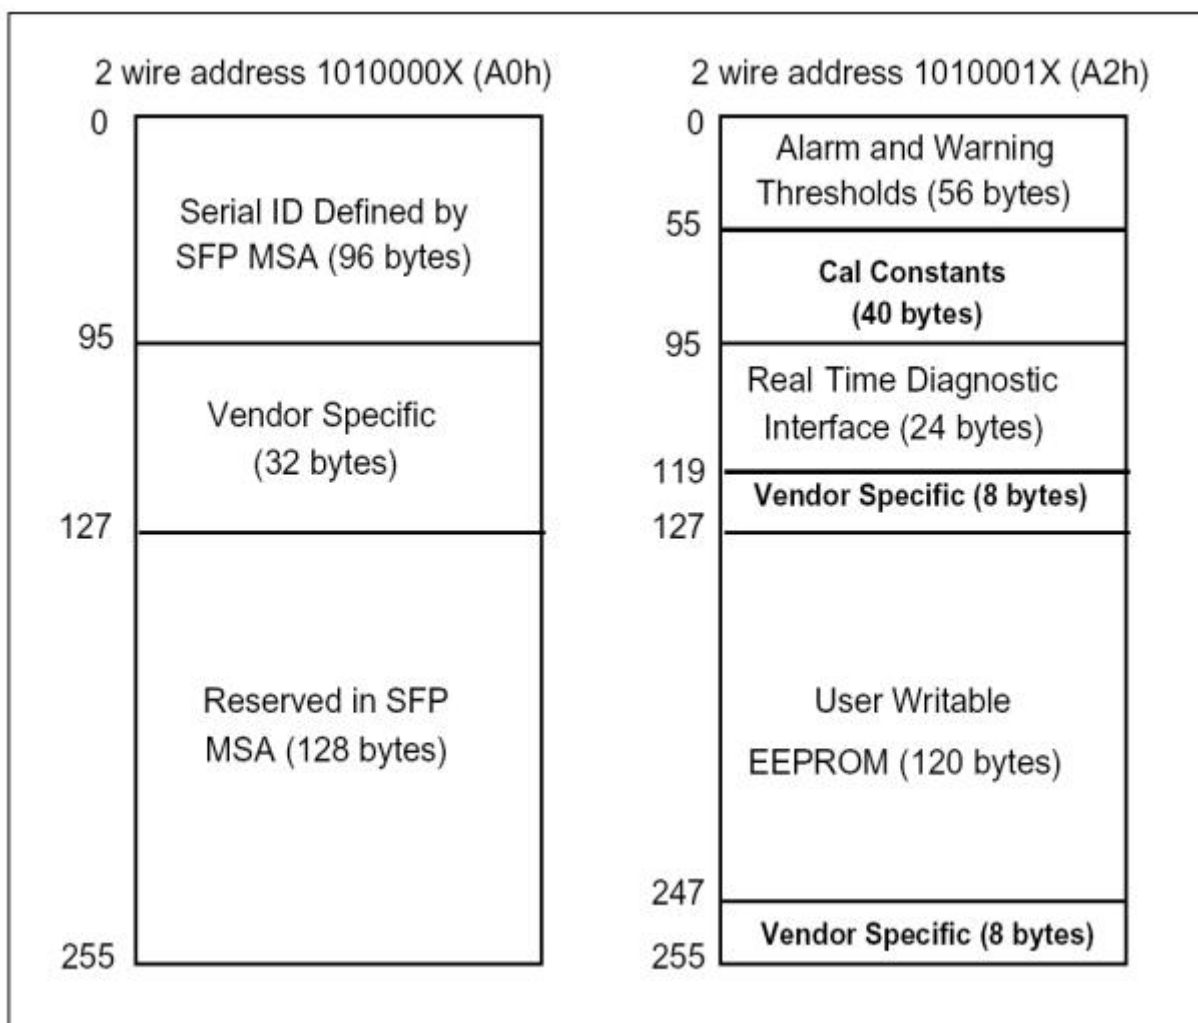 2 wire address 1010000X (A0h)
0
Serial ID Defined by
SFP MSA (96 bytes)
95
Vendor Specific
(32 bytes)
127
Reserved in SFP
MSA (128 bytes)
255
2 wire address 1010001X (A2h)
0
Alarm and Warning
Thresholds (56 bytes)
55
Cal Constants
(40 bytes)
95
Real Time Diagnostic
Interface (24 bytes)
119
Vendor Specific (8 bytes)
127
User Writable
EEPROM (120 bytes)
247
Vendor Specific (8 bytes)
255